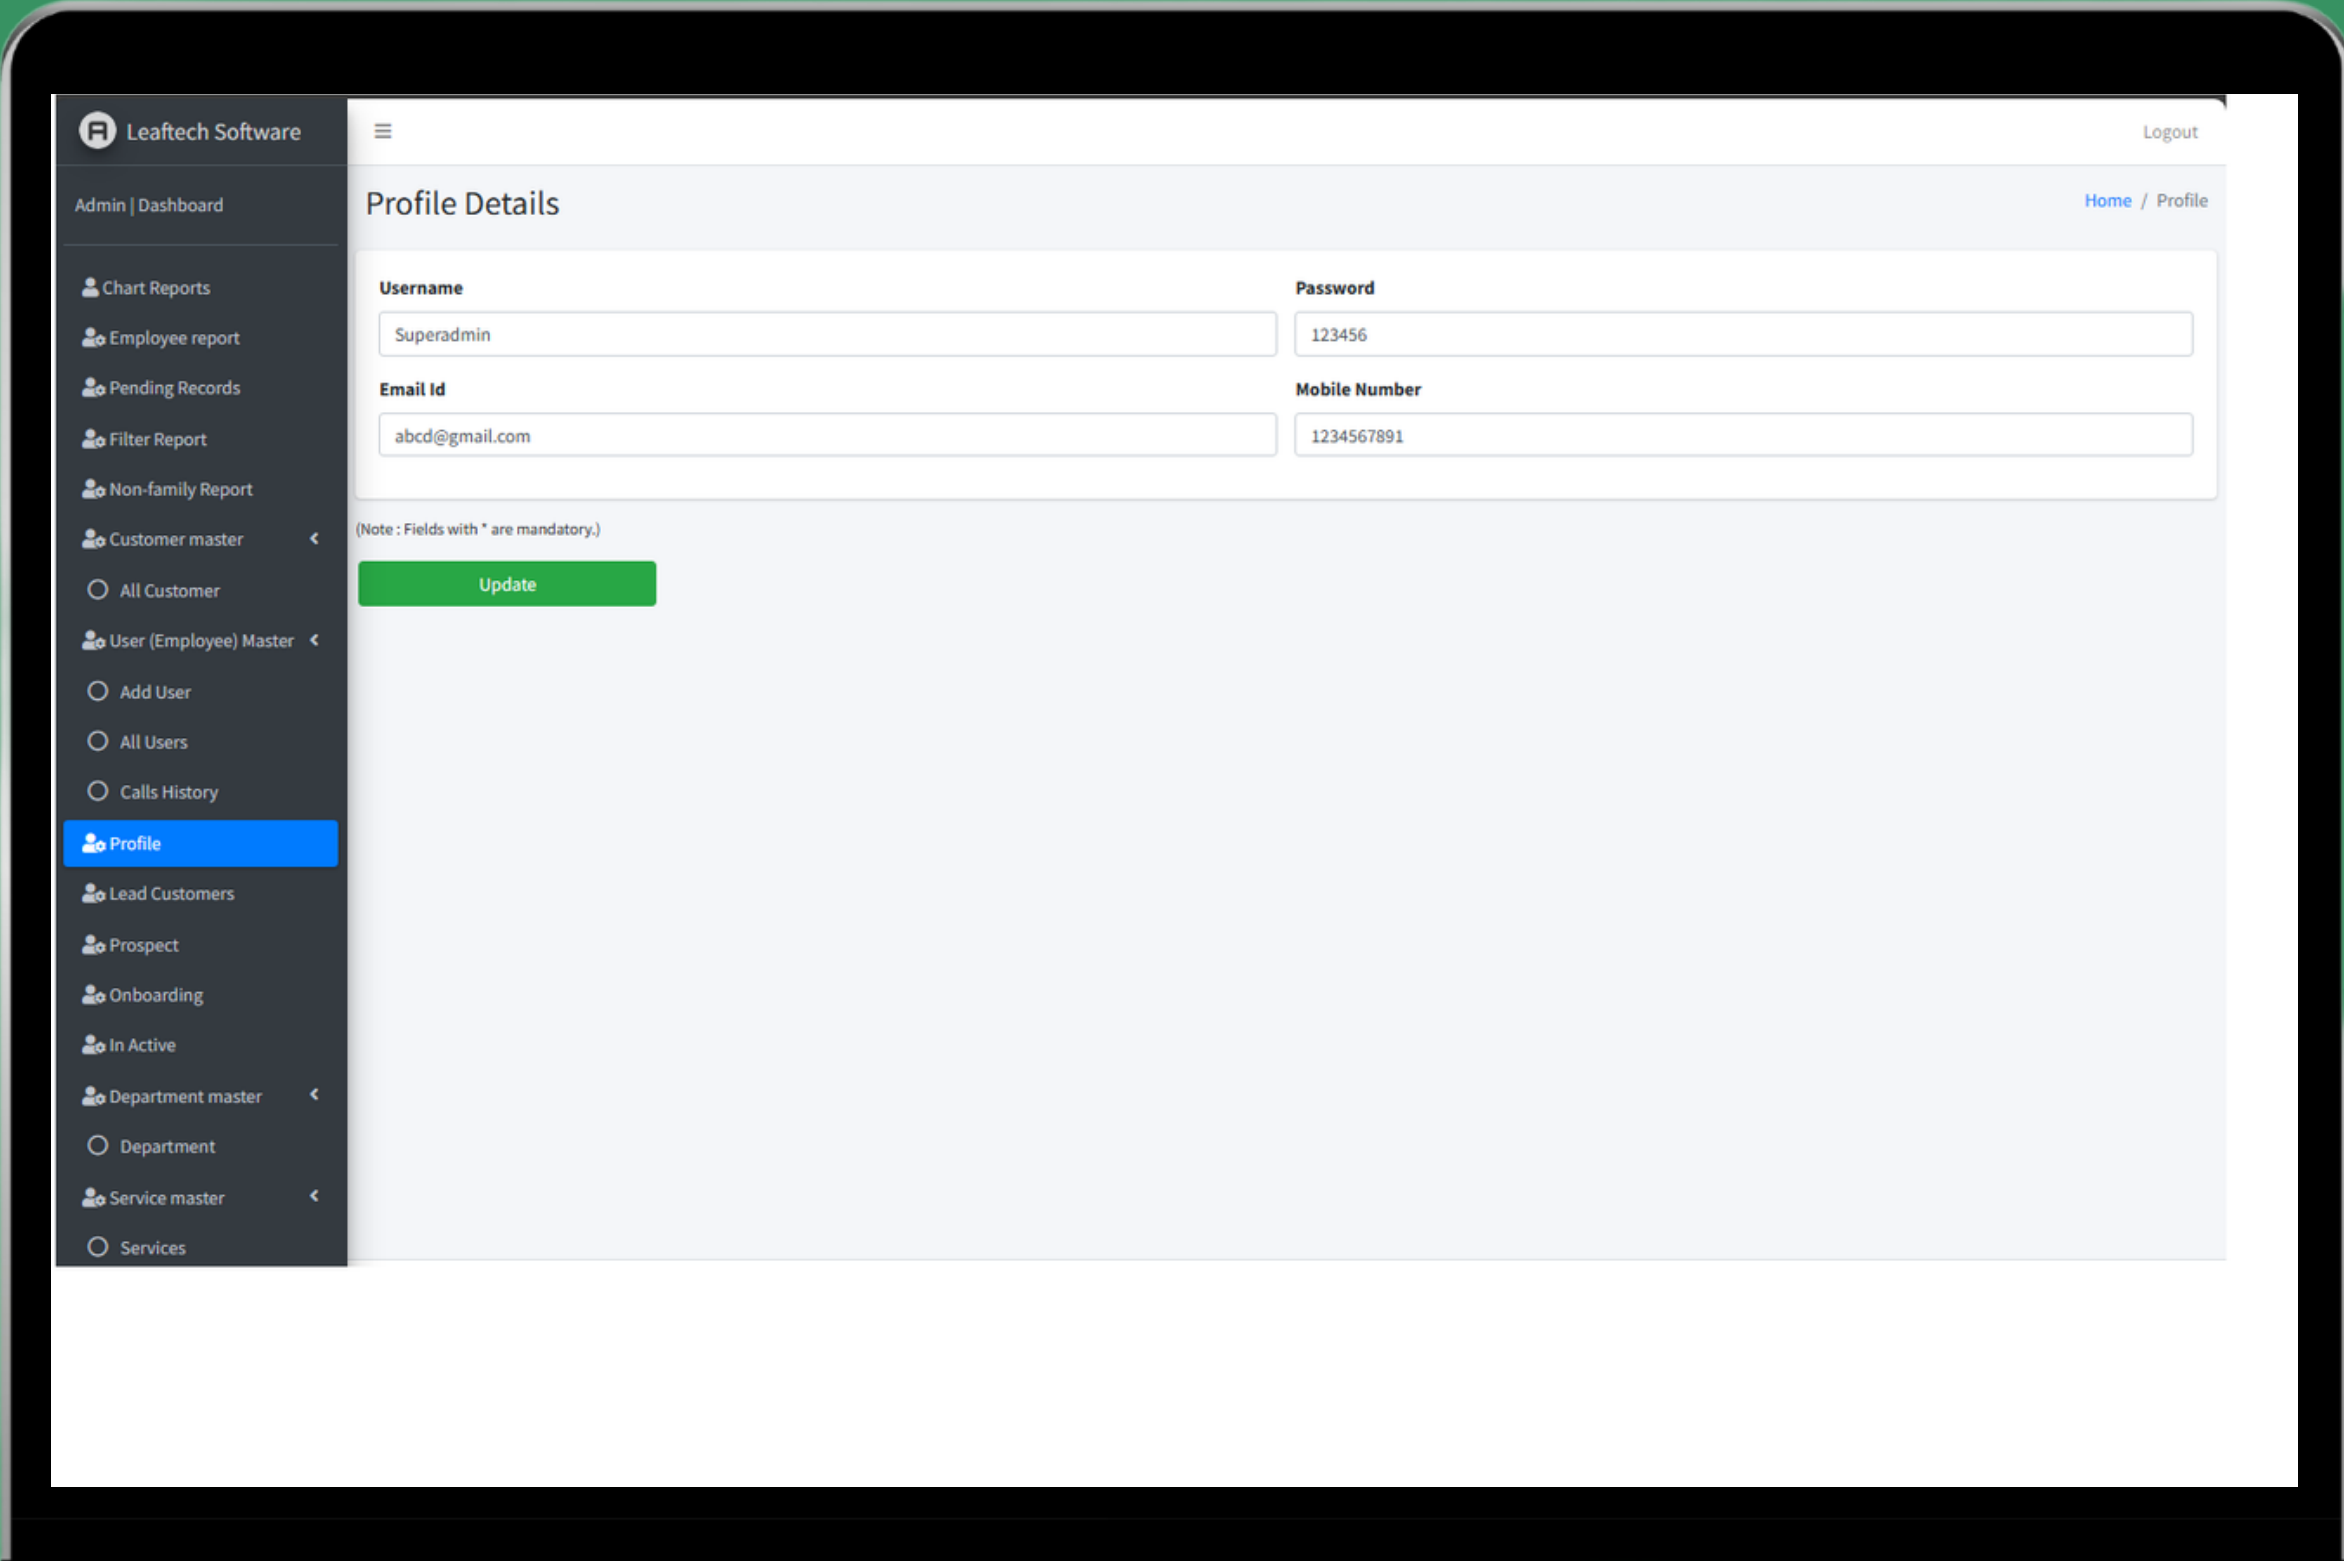 Leaftech Software
Logout
Admin | Dashboard
Profile Details
Home / Profile
Chart Reports
Employee report
Pending Records
Filter Report
Non-family Report
Customer master
All Customer
User (Employee) Master
Add User
All Users
Calls History
Profile
Lead Customers
Prospect
Onboarding
In Active
Department master
Department
Service master
Services
Username
Password
Superadmin
123456
Email Id
Mobile Number
abcd@gmail.com
1234567891
(Note : Fields with * are mandatory.)
Update